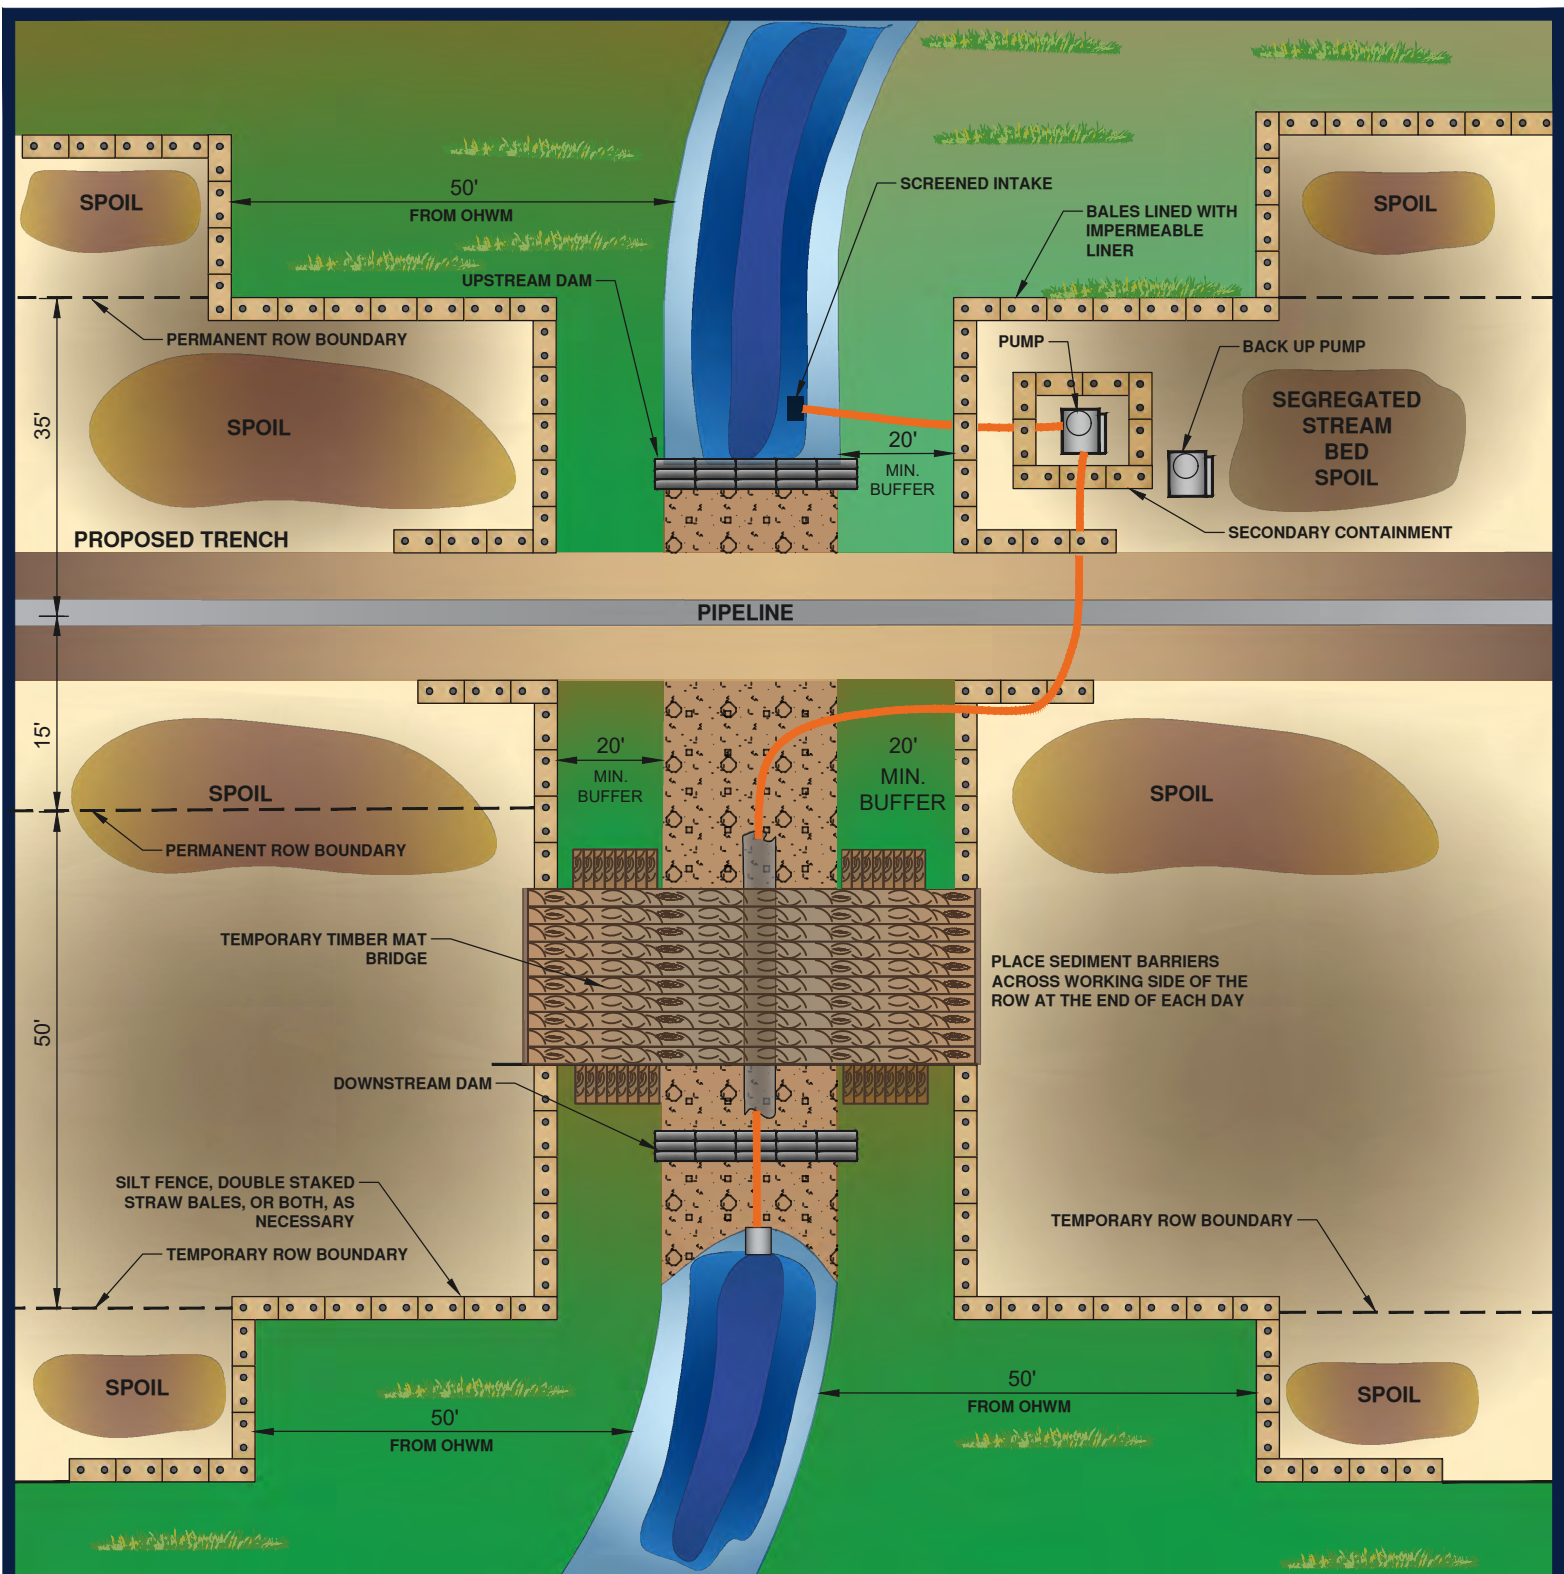 SPOIL
50'
FROM OHWM
SCREENED INTAKE
BALES LINED WITH
IMPERMEABLE
LINER
SPOIL
UPSTREAM DAM
PERMANENT ROW BOUNDARY
PUMP
BACK UP PUMP
35'
SPOIL
20'
MIN.
BUFFER
SEGREGATED
STREAM
BED
SPOIL
PROPOSED TRENCH
SECONDARY CONTAINMENT
PIPELINE
15'
SPOIL
20'
MIN.
BUFFER
20'
MIN.
BUFFER
SPOIL
PERMANENT ROW BOUNDARY
TEMPORARY TIMBER MAT
BRIDGE
PLACE SEDIMENT BARRIERS
ACROSS WORKING SIDE OF THE
ROW AT THE END OF EACH DAY
50'
DOWNSTREAM DAM
SILT FENCE, DOUBLE STAKED
STRAW BALES, OR BOTH, AS
NECESSARY
TEMPORARY ROW BOUNDARY
TEMPORARY ROW BOUNDARY
SPOIL
50'
FROM OHWM
50'
FROM OHWM
SPOIL